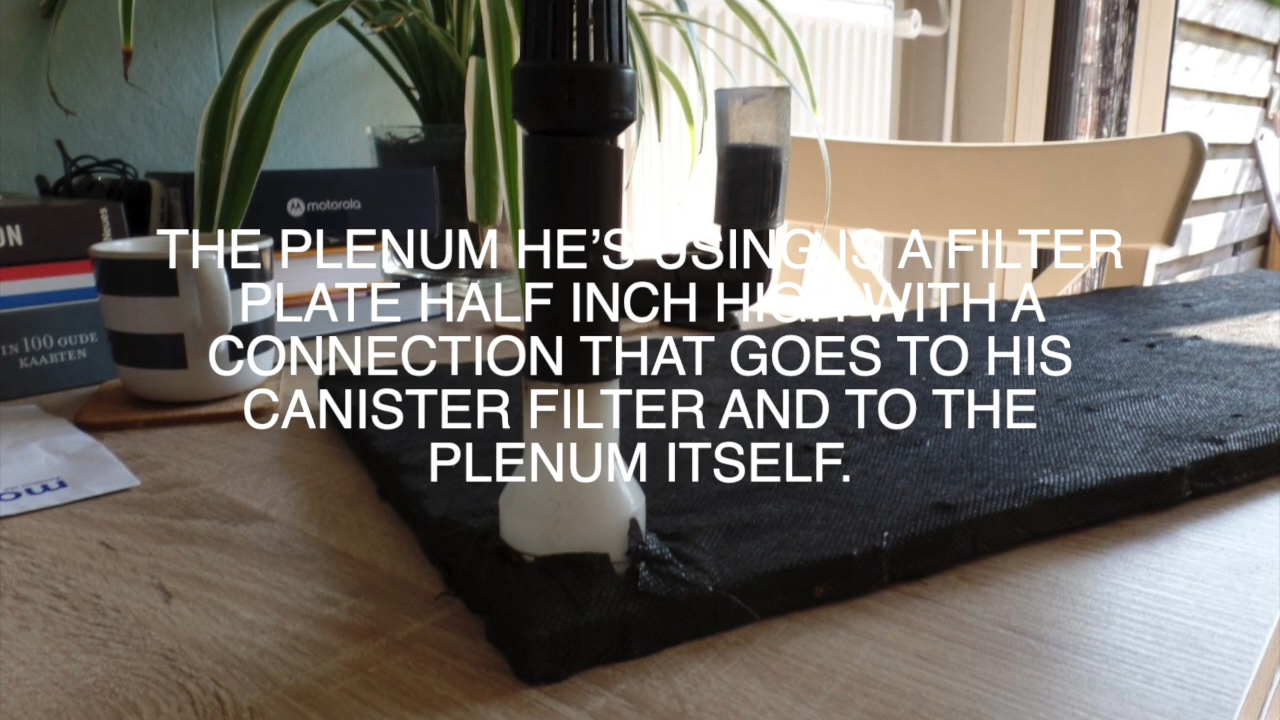 motorola
ON
THE PLENUM HE’S USING IS A FILTER
PLATE HALF INCH HIGH WITH A
CONNECTION THAT GOES TO HIS
CANISTER FILTER AND TO THE
PLENUM ITSELF.
IN 100 OUDE
KAARTEN